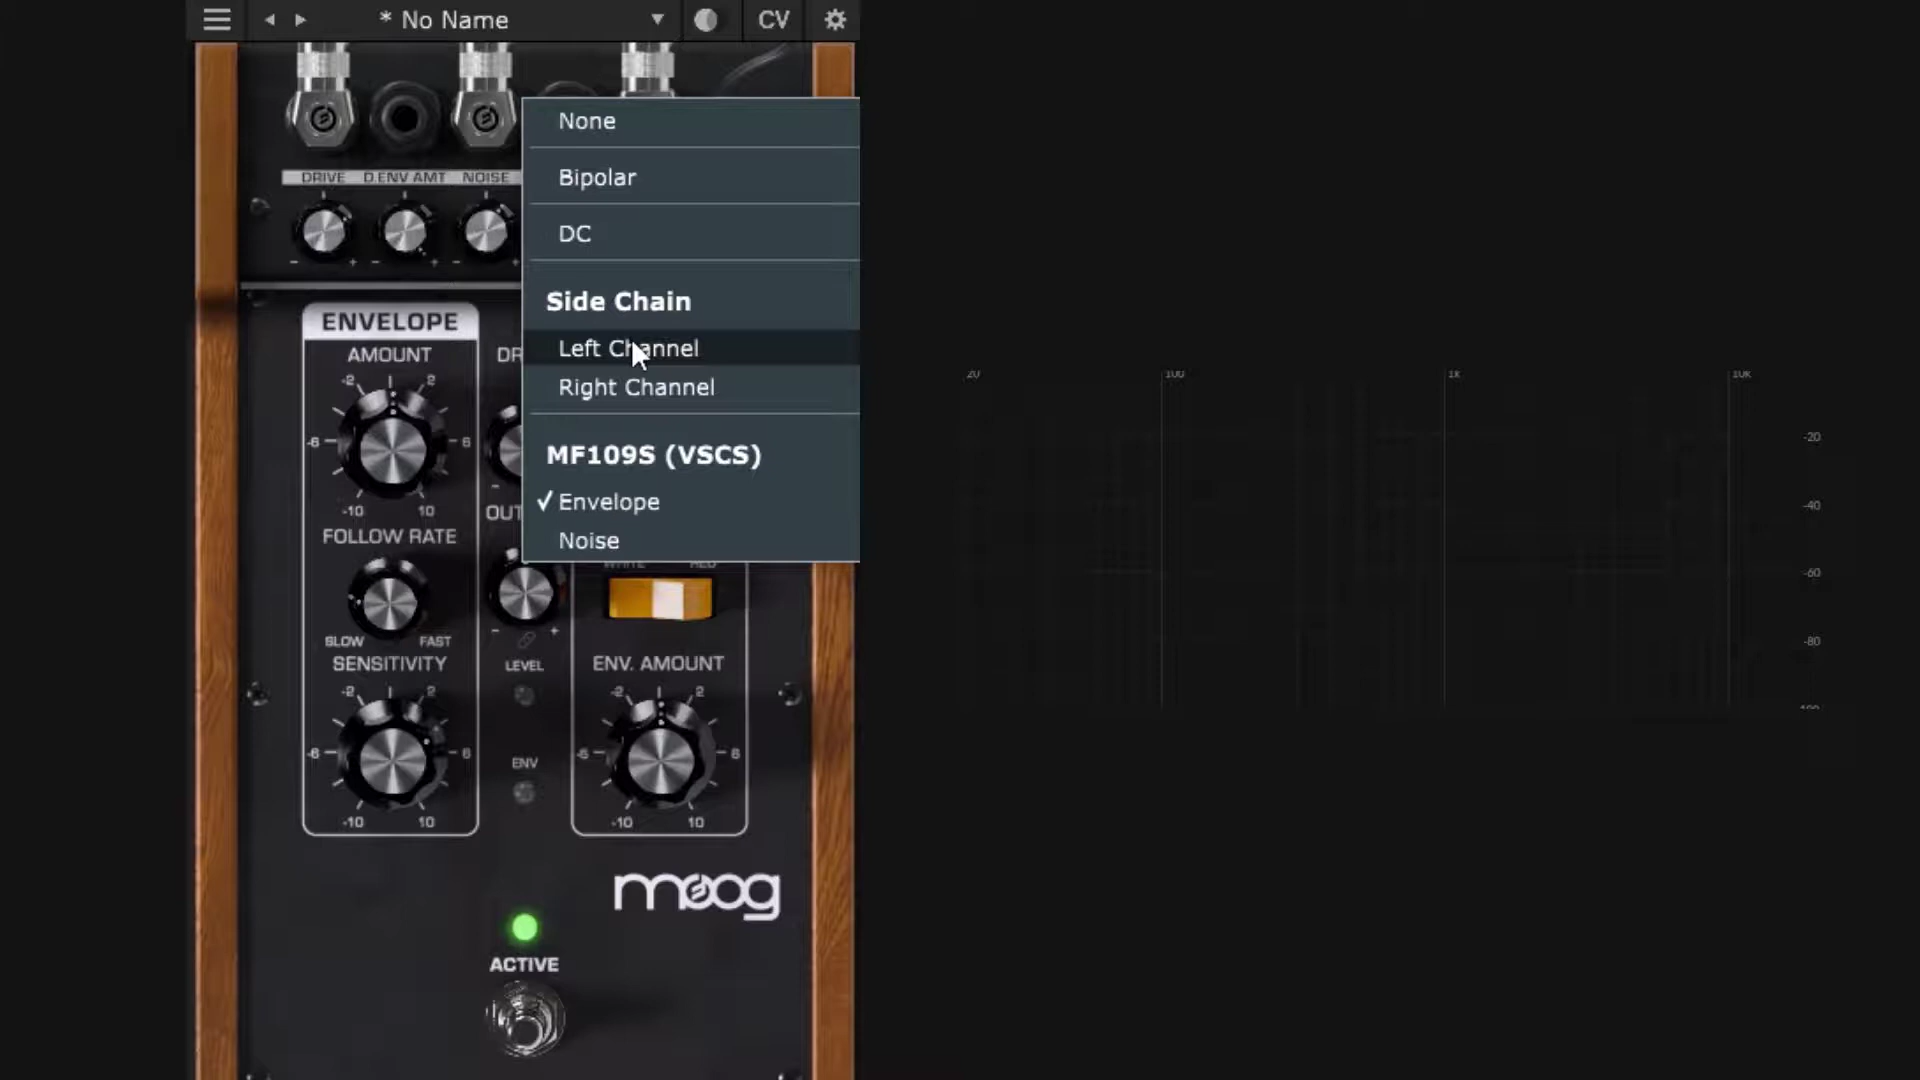 * No Name
CV
None
Bipolar
DC
Side Chain
Left Channel
Right Channel
MF109S (VSCS)
✓ Envelope
Noise
DRIVE D.ENV AMT NOISE
- + - + - +
ENVELOPE
AMOUNT
DR
-2 2
-6 6
-10 10
OUT
FOLLOW RATE
SLOW FAST
- +
SENSITIVITY
-2 2
-6 6
-10 10
LEVEL
ENV
WHITE RED
ENV. AMOUNT
-2 2
-6 6
-10 10
moog
ACTIVE
20 100 1k 10k
-20
-40
-60
-80